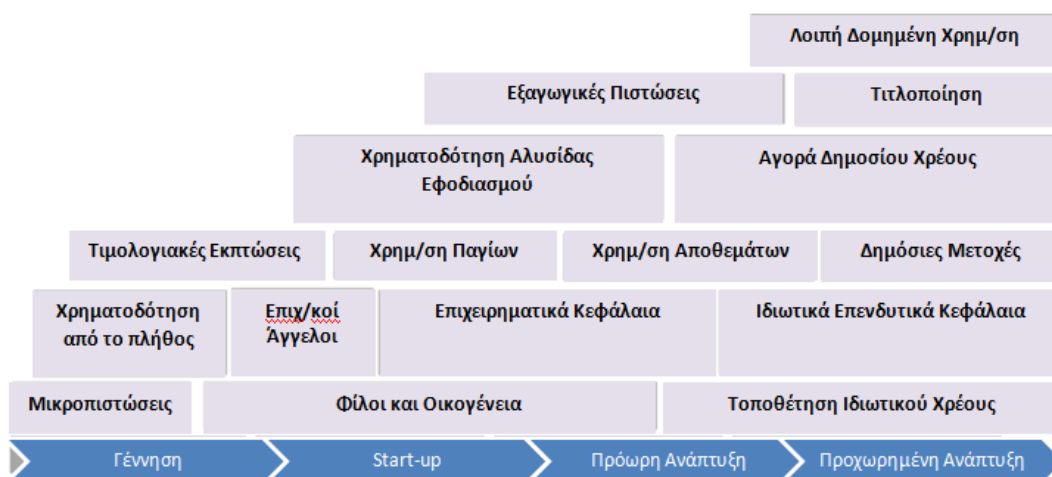 Λοιπή Δομημένη Χρημ/ση
Εξαγωγικές Πιστώσεις
Τιτλοποίηση
Χρηματοδότηση Αλυσίδας
Εφοδιασμού
Αγορά Δημοσίου Χρέους
Τιμολογιακές Εκπτώσεις
Χρημ/ση Παγίων
Χρημ/ση Αποθεμάτων
Δημόσιες Μετοχές
Χρηματοδότηση
από το πλήθος
Επιχ/κοί
Άγγελοι
Επιχειρηματικά Κεφάλαια
Ιδιωτικά Επενδυτικά Κεφάλαια
Μικροπιστώσεις
Φίλοι και Οικογένεια
Τοποθέτηση Ιδιωτικού Χρέους
Γέννηση
Start-up
Πρόωρη Ανάπτυξη
Προχωρημένη Ανάπτυξη